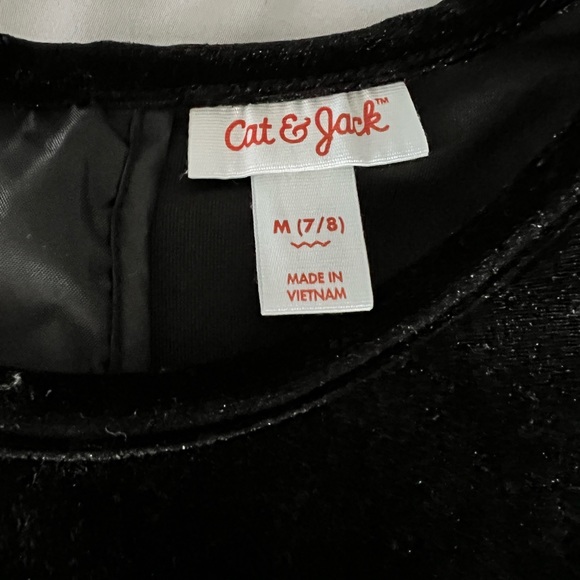 Cat & Jack™
M (7/8)
MADE IN
VIETNAM